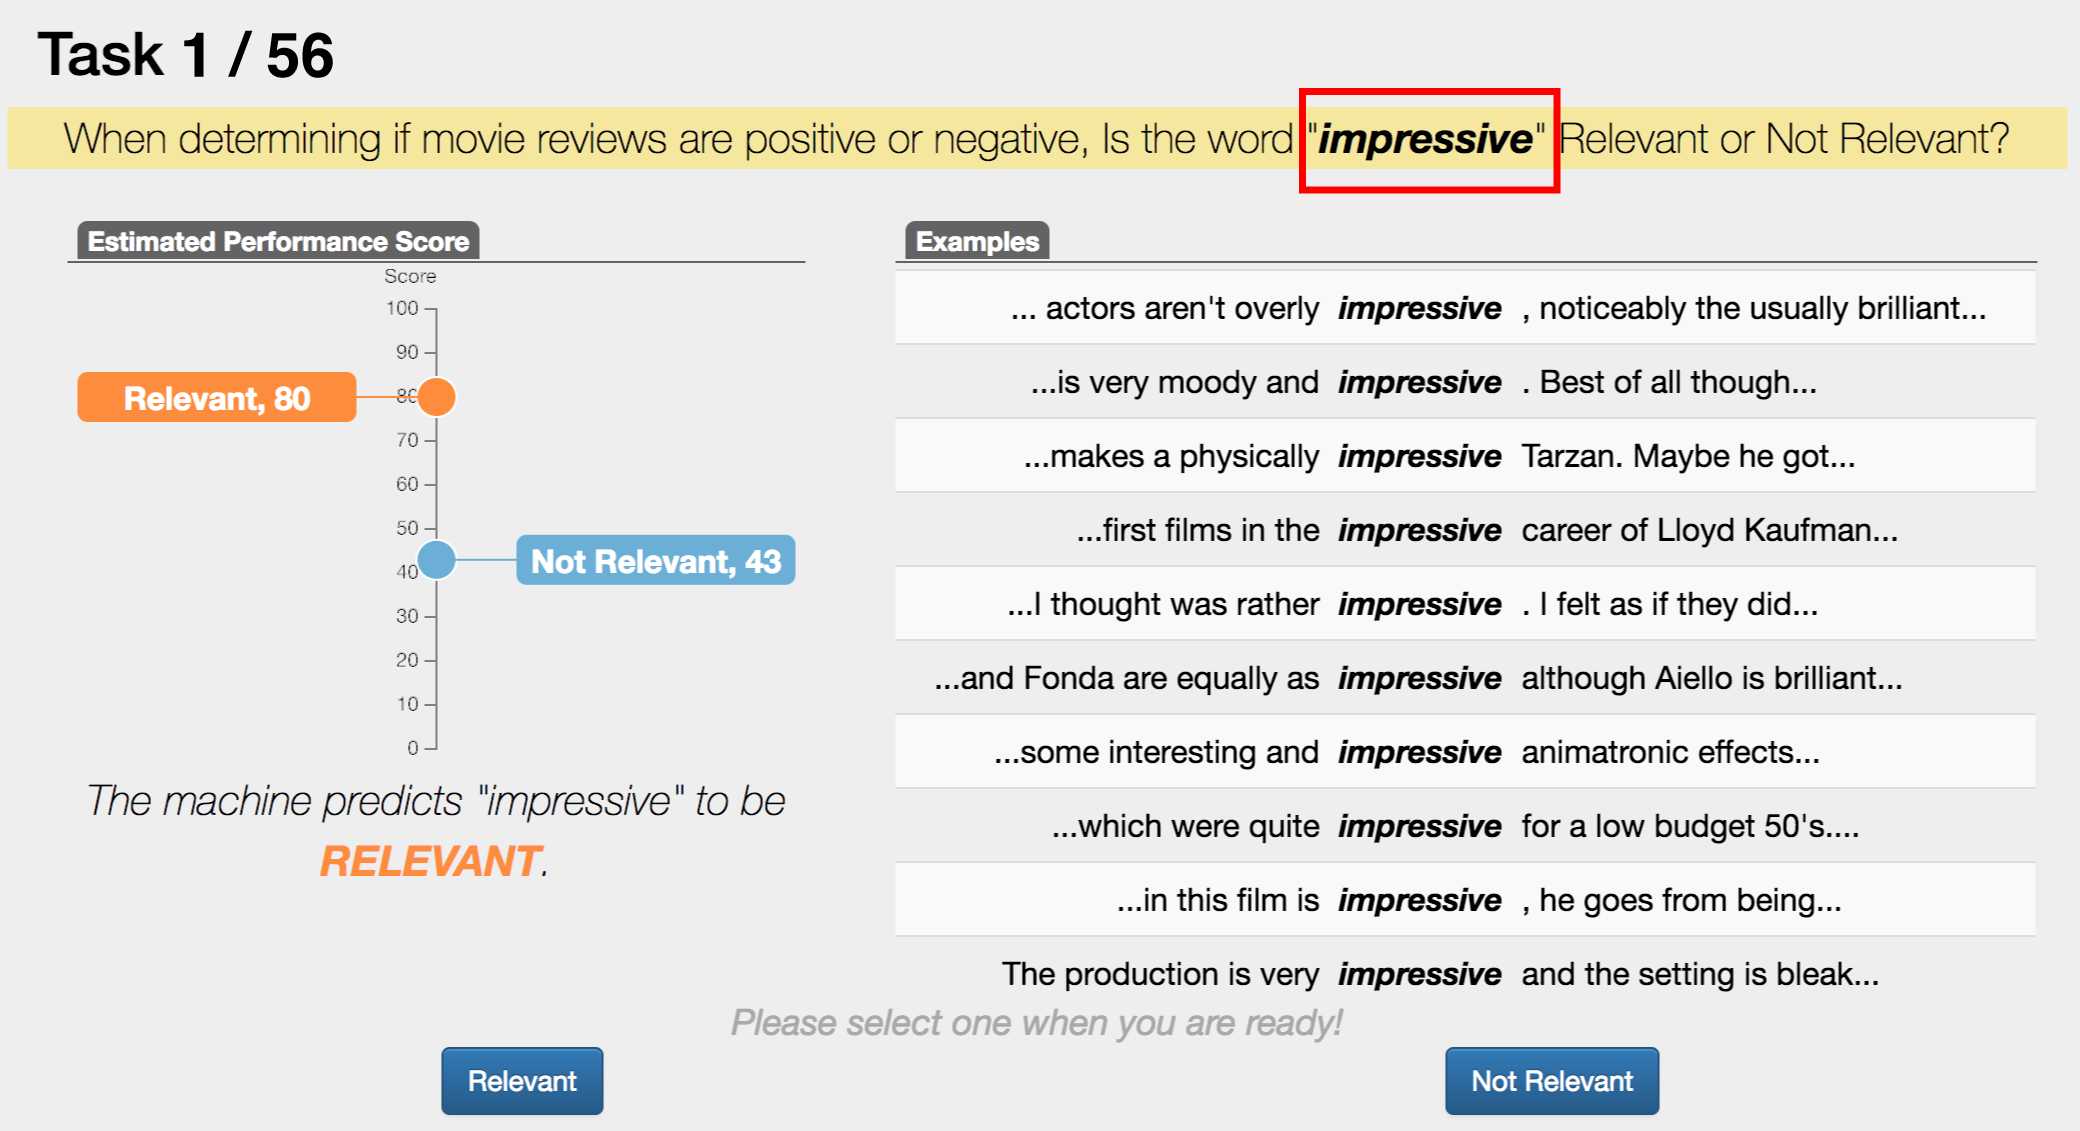 Task 1 / 56
When determining if movie reviews are positive or negative, Is the word "impressive" Relevant or Not Relevant?
Estimated Performance Score
Score
100
90
80
70
60
50
40
30
20
10
0
Relevant, 80
Not Relevant, 43
The machine predicts "impressive" to be
RELEVANT.
Examples
... actors aren't overly impressive , noticeably the usually brilliant...
...is very moody and impressive . Best of all though...
...makes a physically impressive Tarzan. Maybe he got...
...first films in the impressive career of Lloyd Kaufman...
...I thought was rather impressive . I felt as if they did...
...and Fonda are equally as impressive although Aiello is brilliant...
...some interesting and impressive animatronic effects...
...which were quite impressive for a low budget 50's....
...in this film is impressive , he goes from being...
The production is very impressive and the setting is bleak...
Please select one when you are ready!
Relevant
Not Relevant